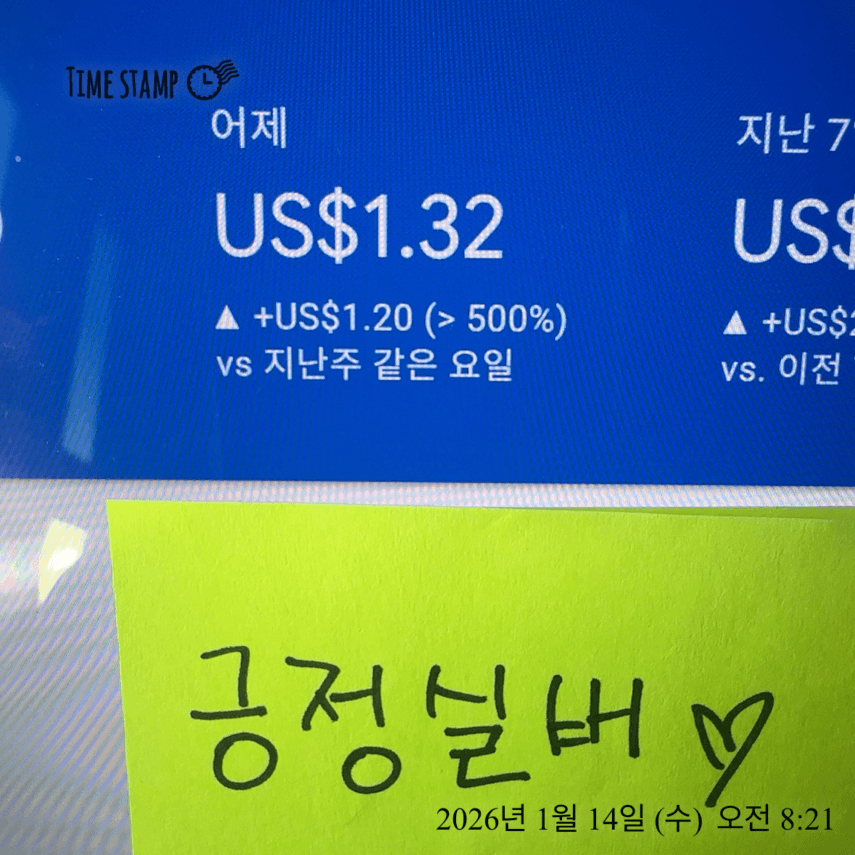 TIME STAMP
어제
US$1.32
▲ +US$1.20 (> 500%)
vs 지난주 같은 요일
지난 7
US$
▲ +US$2
vs. 이전
긍정실버♡
2026년 1월 14일 (수) 오전 8:21